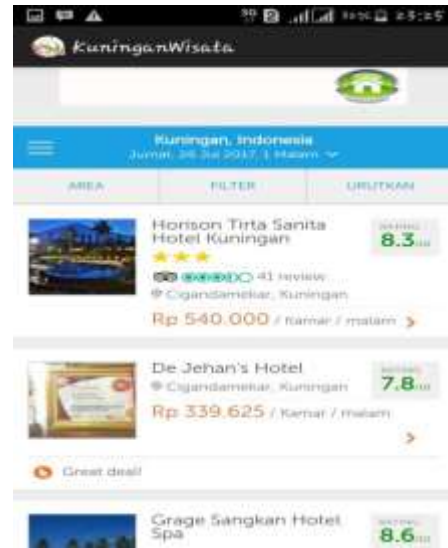 23:25
KuninganWisata
Kuningan, Indonesia
Jumat, 28 Jul 2017, 1 Malam
AREA
FILTER
URUTKAN
Horison Tirta Sanita
Hotel Kuningan
8.3
41 review
Cigandamekar, Kuningan
Rp 540.000 / Kamar / malam
De Jehan's Hotel
7.8
Cigandamekar, Kuningan
Rp 339.625 / Kamar / malam
Great deal!
Grage Sangkan Hotel
Spa
8.6